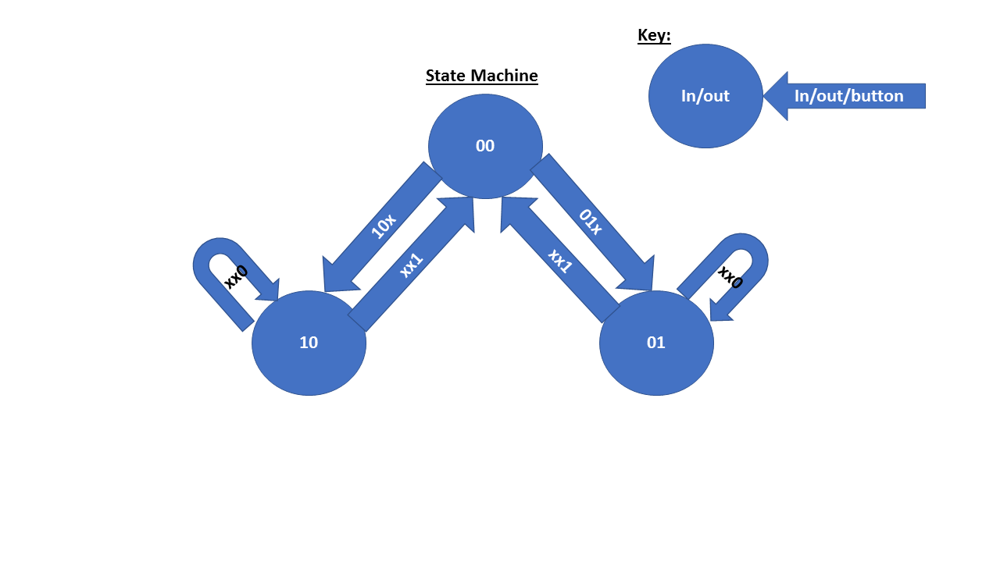 Key:
In/out
In/out/button
State Machine
00
10x
01x
xx1
xx1
xx0
xx0
10
01